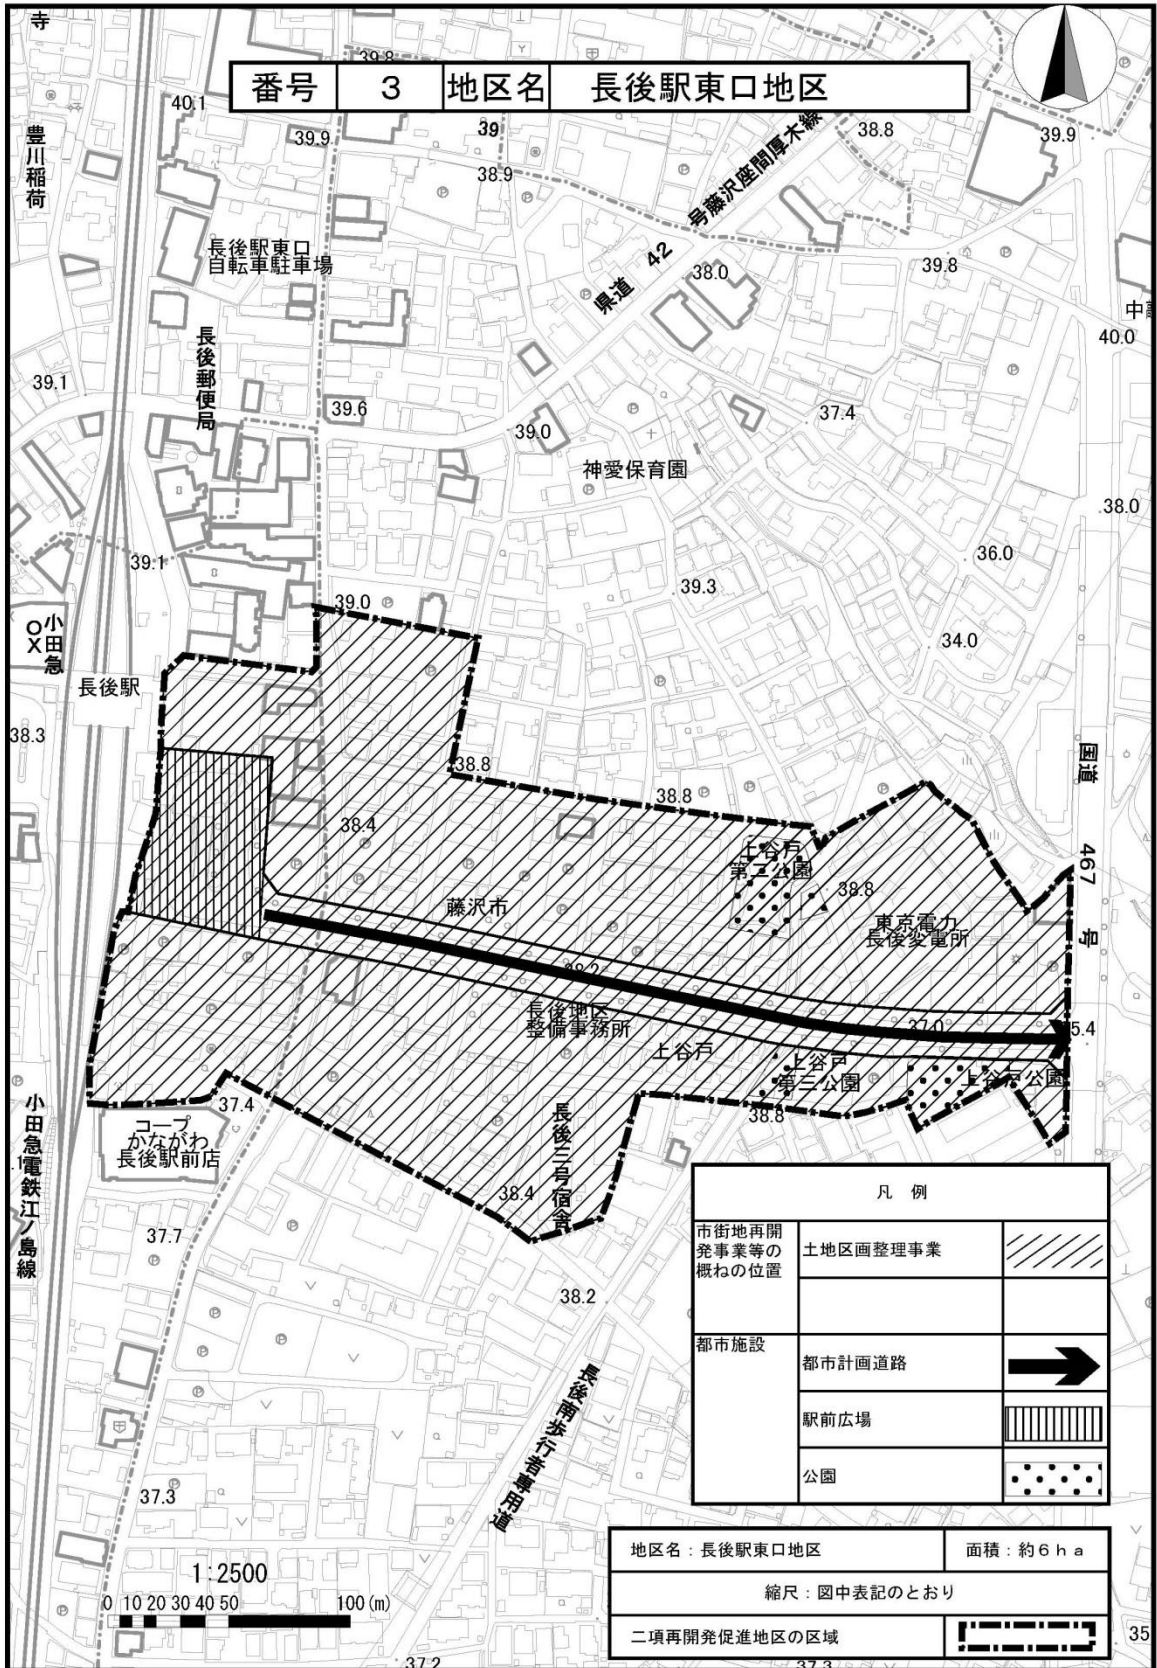 寺
39.8
番号 3 地区名 長後駅東口地区
40.1
39.9
39
38.8
39.9
豊川稲荷
38.9
県道 42 号藤沢座間厚木線
長後駅東口
自転車駐車場
38.0
39.8
中
40.0
長後郵便局
39.1
39.6
39.0
37.4
神愛保育園
38.0
39.1
36.0
39.3
39.0
34.0
小田急
OX
長後駅
38.3
国道 467 号
38.8
38.8
38.4
上谷戸
第二公園
38.8
藤沢市
東京電力
長後変電所
38.2
長後地区
整備事務所
37.0
35.4
上谷戸
上谷戸
第三公園
上谷戸公園
37.4
38.8
コープ
かながわ
長後駅前店
長後三号宿舎
38.4
小田急電鉄江ノ島線
37.7
38.2
長後南歩行者専用道
37.3
凡 例
市街地再開
発事業等の
概ねの位置
土地区画整理事業
都市施設
都市計画道路
駅前広場
公園
地区名:長後駅東口地区 面積:約6ha
縮尺:図中表記のとおり
二項再開発促進地区の区域
1:2500
0 10 20 30 40 50 100(m)
37.2
37.3
35